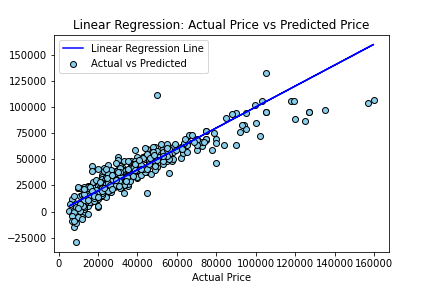 Linear Regression: Actual Price vs Predicted Price
Linear Regression Line
Actual vs Predicted
150000
125000
100000
75000
50000
25000
0
−25000
0 20000 40000 60000 80000 100000 120000 140000 160000
Actual Price